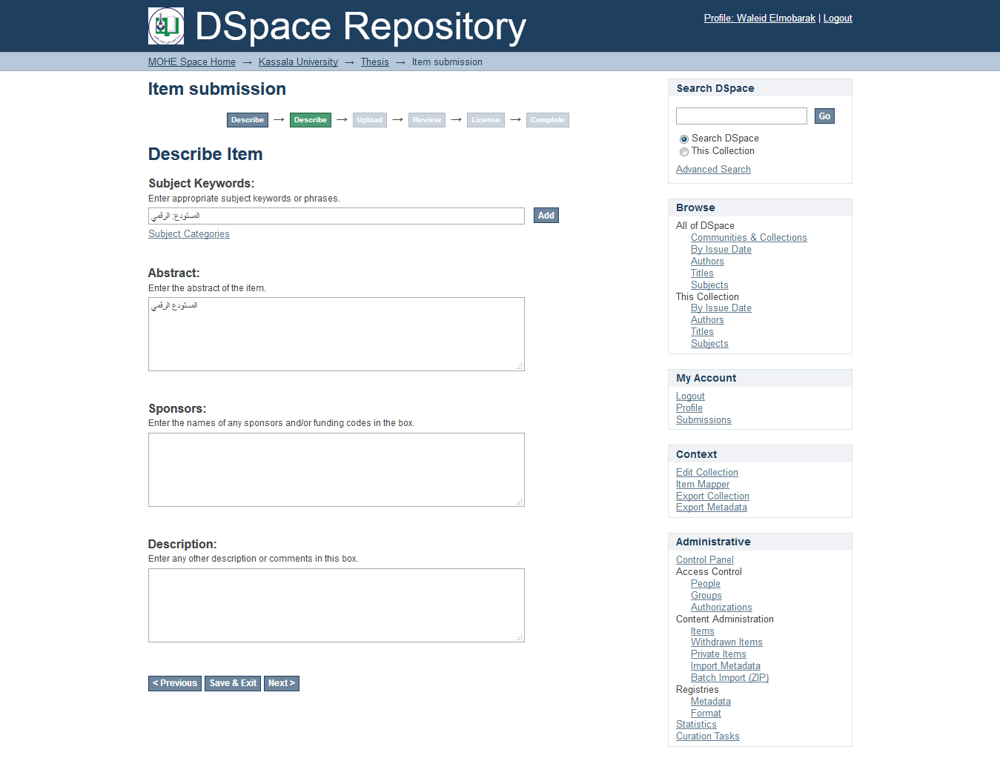 DSpace Repository
Profile: Waleid Elmobarak | Logout
MOHE Space Home → Kassala University → Thesis → Item submission
Item submission
Describe → Describe → Upload → Review → License → Complete
Describe Item
Subject Keywords:
Enter appropriate subject keywords or phrases.
المستودع: الرقمي
Add
Subject Categories
Abstract:
Enter the abstract of the item.
المستودع الرقمي
Sponsors:
Enter the names of any sponsors and/or funding codes in the box.
Description:
Enter any other description or comments in this box.
< Previous
Save & Exit
Next >
Search DSpace
Go
Search DSpace
This Collection
Advanced Search
Browse
All of DSpace
Communities & Collections
By Issue Date
Authors
Titles
Subjects
This Collection
By Issue Date
Authors
Titles
Subjects
My Account
Logout
Profile
Submissions
Context
Edit Collection
Item Mapper
Export Collection
Export Metadata
Administrative
Control Panel
Access Control
People
Groups
Authorizations
Content Administration
Items
Withdrawn Items
Private Items
Import Metadata
Batch Import (ZIP)
Registries
Metadata
Format
Statistics
Curation Tasks